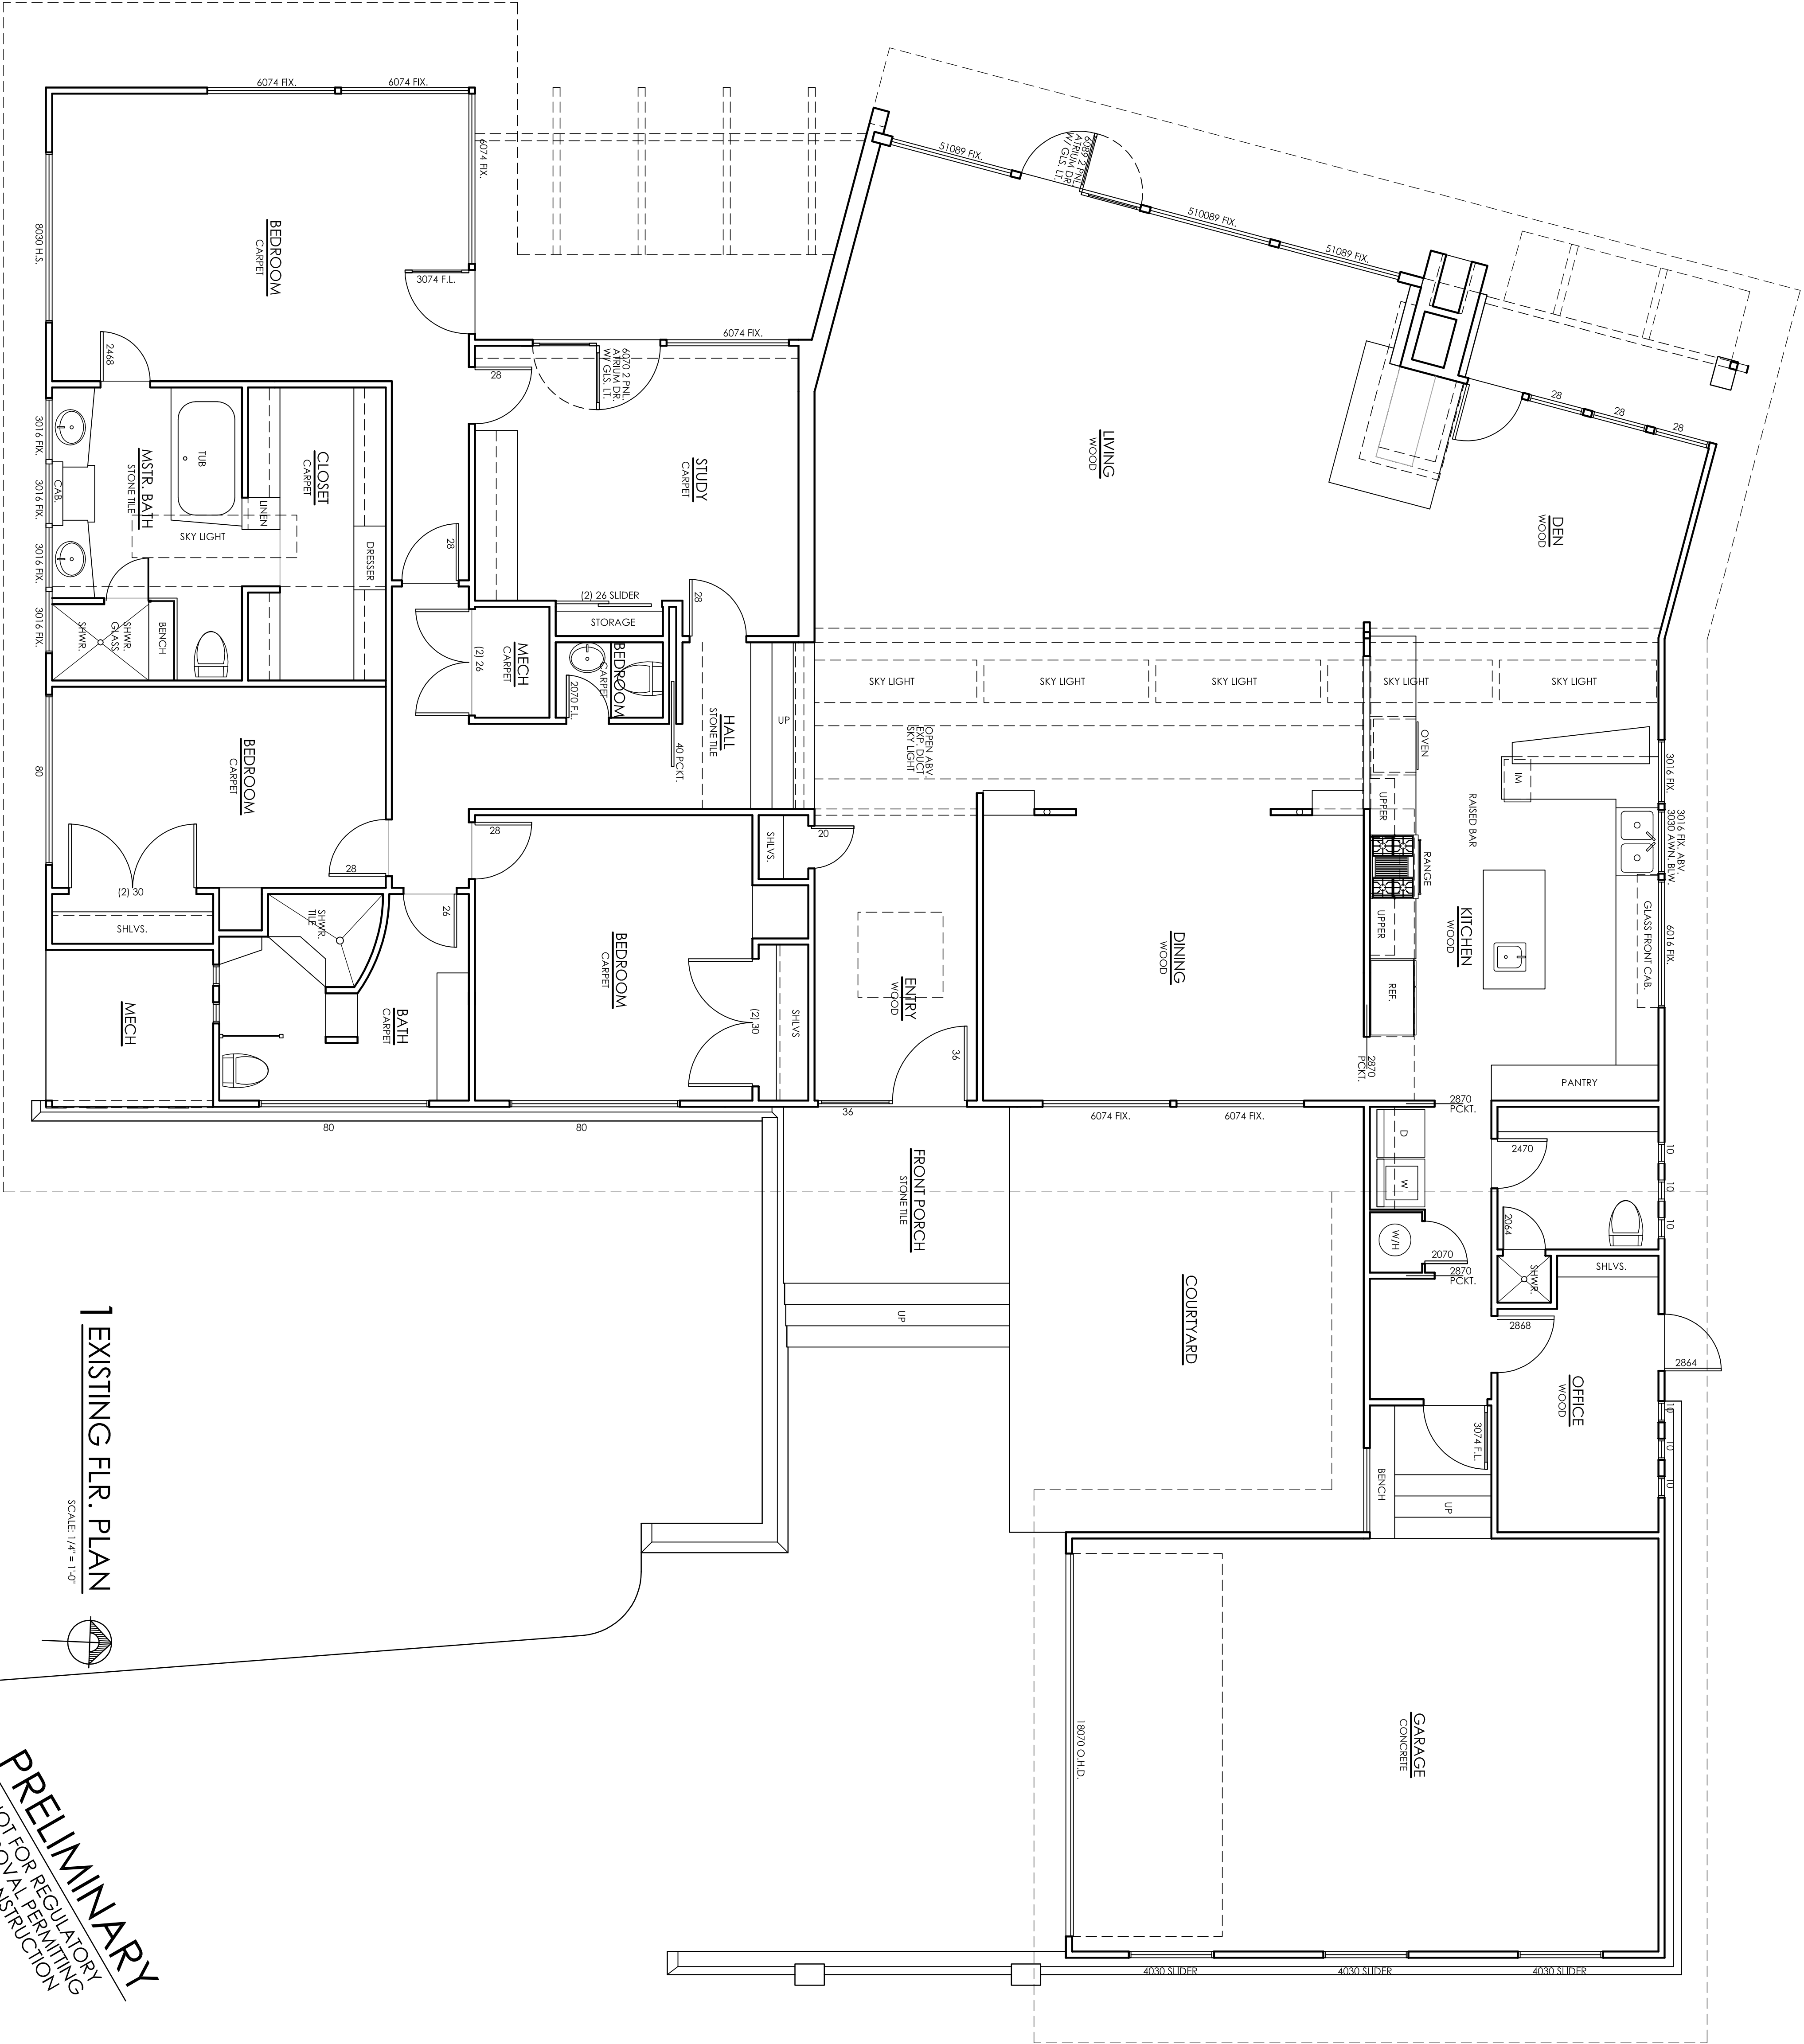 6074 FIX.
6074 FIX.
6074 FIX.
8030 H.S.
BEDROOM
CARPET
3074 F.L.
2468
28
6070 2 PNL.
ATRIUM DR.
W/ GLS. LT.
6074 FIX.
STUDY
CARPET
51089 FIX.
6089 2 PNL.
ATRIUM DR.
W/ GLS. LT.
510089 FIX.
51089 FIX.
LIVING
WOOD
DEN
WOOD
28
28
28
3016 FIX.
3016 FIX.
3016 FIX.
3016 FIX.
CAB.
MSTR. BATH
STONE TILE
TUB
SKY LIGHT
LINEN
CLOSET
CARPET
DRESSER
SHWR.
SHWR.
GLASS
BENCH
28
(2) 26
MECH
CARPET
(2) 26 SLIDER
STORAGE
BEDROOM
CARPET
2070 F.L.
28
40 PCKT.
HALL
STONE TILE
UP
SKY LIGHT
SKY LIGHT
SKY LIGHT
SKY LIGHT
SKY LIGHT
OPEN ABV
EXP. DUCT
SKY LIGHT
OVEN
UPPER
RANGE
UPPER
REF.
RAISED BAR
IM
KITCHEN
WOOD
3016 FIX.
3016 FIX. ABV.
3030 AWN. BLW.
6016 FIX.
GLASS FRONT CAB.
PANTRY
2870
PCKT.
2870
PCKT.
BEDROOM
CARPET
80
(2) 30
SHLVS.
28
28
26
SHWR.
TILE
BATH
CARPET
MECH
BEDROOM
CARPET
SHLVS.
20
(2) 30
SHLVS
ENTRY
WOOD
36
36
DINING
WOOD
6074 FIX.
6074 FIX.
80
80
FRONT PORCH
STONE TILE
UP
COURTYARD
D
W
W/H
2070
2870
PCKT.
2470
2064
SHWR.
SHLVS.
2868
10
10
10
2864
OFFICE
WOOD
10
10
10
3074 F.L.
BENCH
UP
GARAGE
CONCRETE
18070 O.H.D.
4030 SLIDER
4030 SLIDER
4030 SLIDER
1 EXISTING FLR. PLAN
SCALE: 1/4" = 1'-0"
PRELIMINARY
NOT FOR REGULATORY
PERMITTING